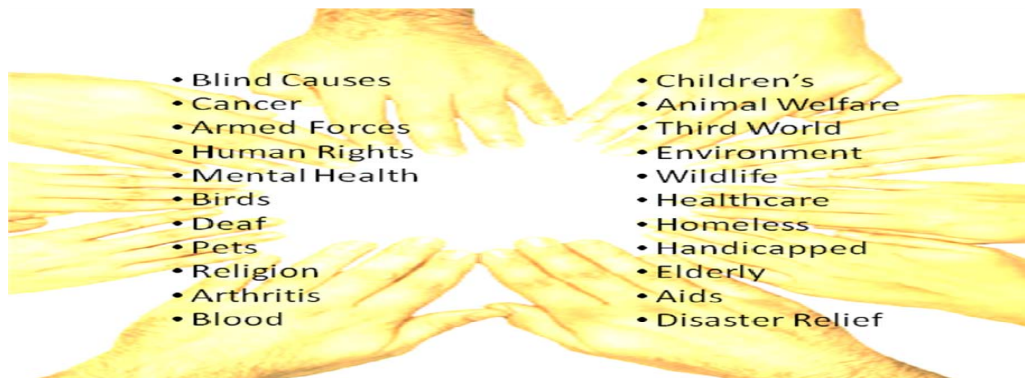 • Blind Causes
• Cancer
• Armed Forces
• Human Rights
• Mental Health
• Birds
• Deaf
• Pets
• Religion
• Arthritis
• Blood
• Children’s
• Animal Welfare
• Third World
• Environment
• Wildlife
• Healthcare
• Homeless
• Handicapped
• Elderly
• Aids
• Disaster Relief